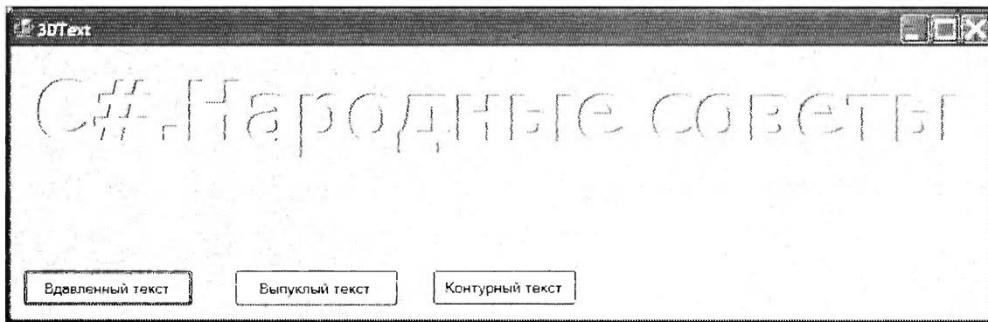 3DText
C#.Народные советы
Вдавленный текст
Выпуклый текст
Контурный текст